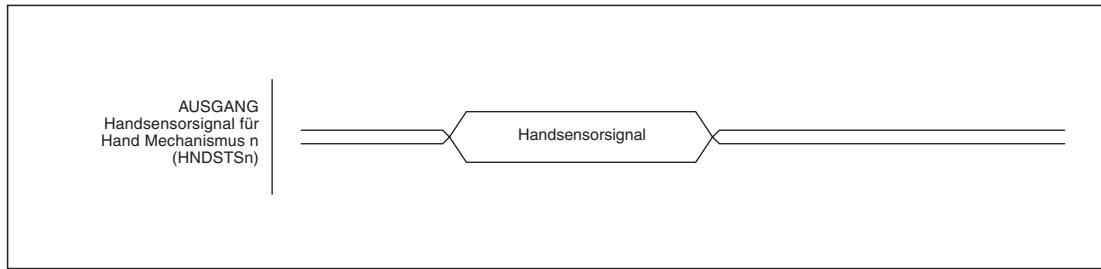 AUSGANG
Handsensorsignal für
Hand Mechanismus n
(HNDSTSn)
Handsensorsignal